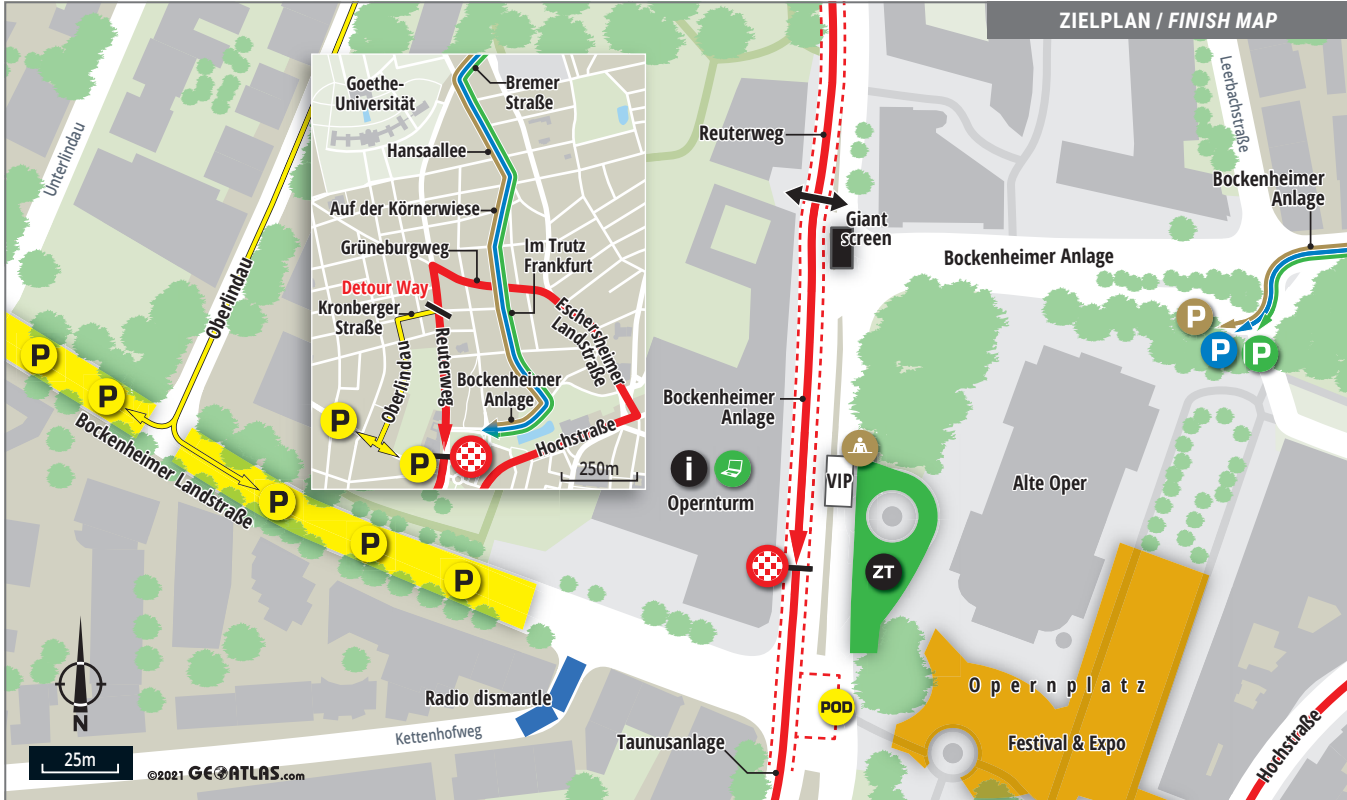 ZIELPLAN / FINISH MAP
Unterlindau
Oberlindau
Goethe-
Universität
Bremer
Straße
Hansaallee
Auf der Körnerwiese
Grüneburgweg
Im Trutz
Frankfurt
Detour Way
Kronberger
Straße
Eschersheimer
Landstraße
Oberlindau
Reuterweg
Bockenheimer
Anlage
Hochstraße
P
P
250m
Reuterweg
Giant
screen
Leerbachstraße
Bockenheimer
Anlage
Bockenheimer Anlage
P
P
P
Bockenheimer
Anlage
i
Opernturm
VIP
Alte Oper
ZT
P
P
P
P
P
Bockenheimer Landstraße
Radio dismantle
Kettenhofweg
Taunusanlage
POD
Opernplatz
Festival & Expo
Hochstraße
N
25m
©2021 GEOATLAS.com